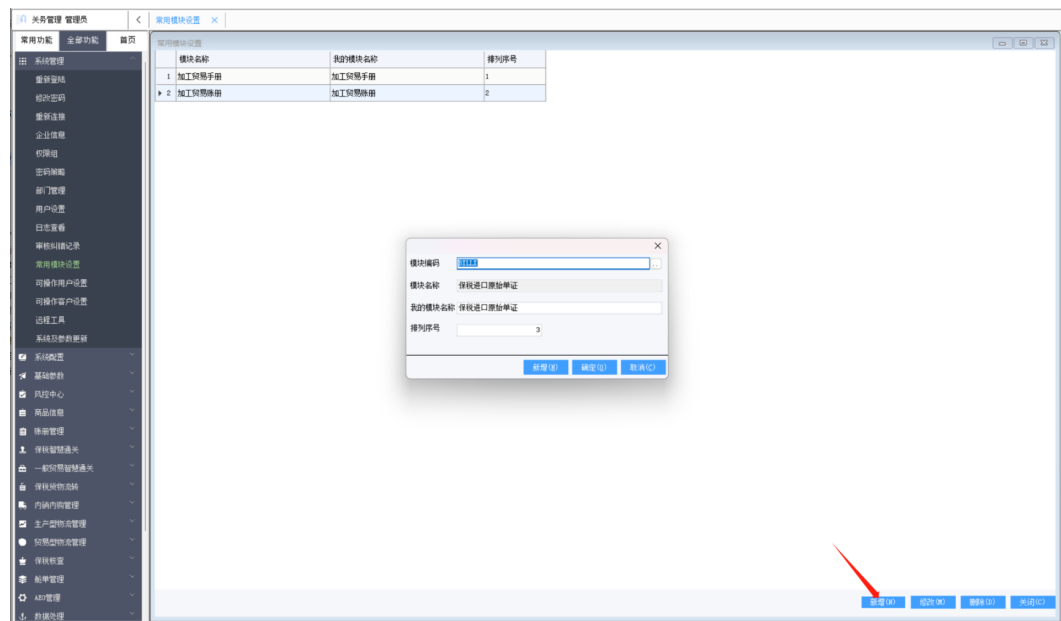 关务管理 管理员
常用模块设置
常用功能 全部功能 首页
常用模块设置
模块名称 我的模块名称 排列序号
1 加工贸易手册 加工贸易手册 1
2 加工贸易账册 加工贸易账册 2
系统管理
重新登陆
修改密码
重新连接
企业信息
权限组
密码策略
部门管理
用户设置
日志查看
审核纠错记录
常用模块设置
可操作用户设置
可操作客户设置
远程工具
系统及参数更新
系统配置
基础参数
风控中心
商品信息
账册管理
保税智慧通关
一般贸易智慧通关
保税货物流转
内销内购管理
生产型物流管理
贸易型物流管理
保税核查
舱单管理
AEO管理
数据处理
模块编码
模块名称 保税进口原始单证
我的模块名称 保税进口原始单证
排列序号 3
新增(N) 确定(O) 取消(C)
新增(N) 修改(M) 删除(D) 关闭(C)